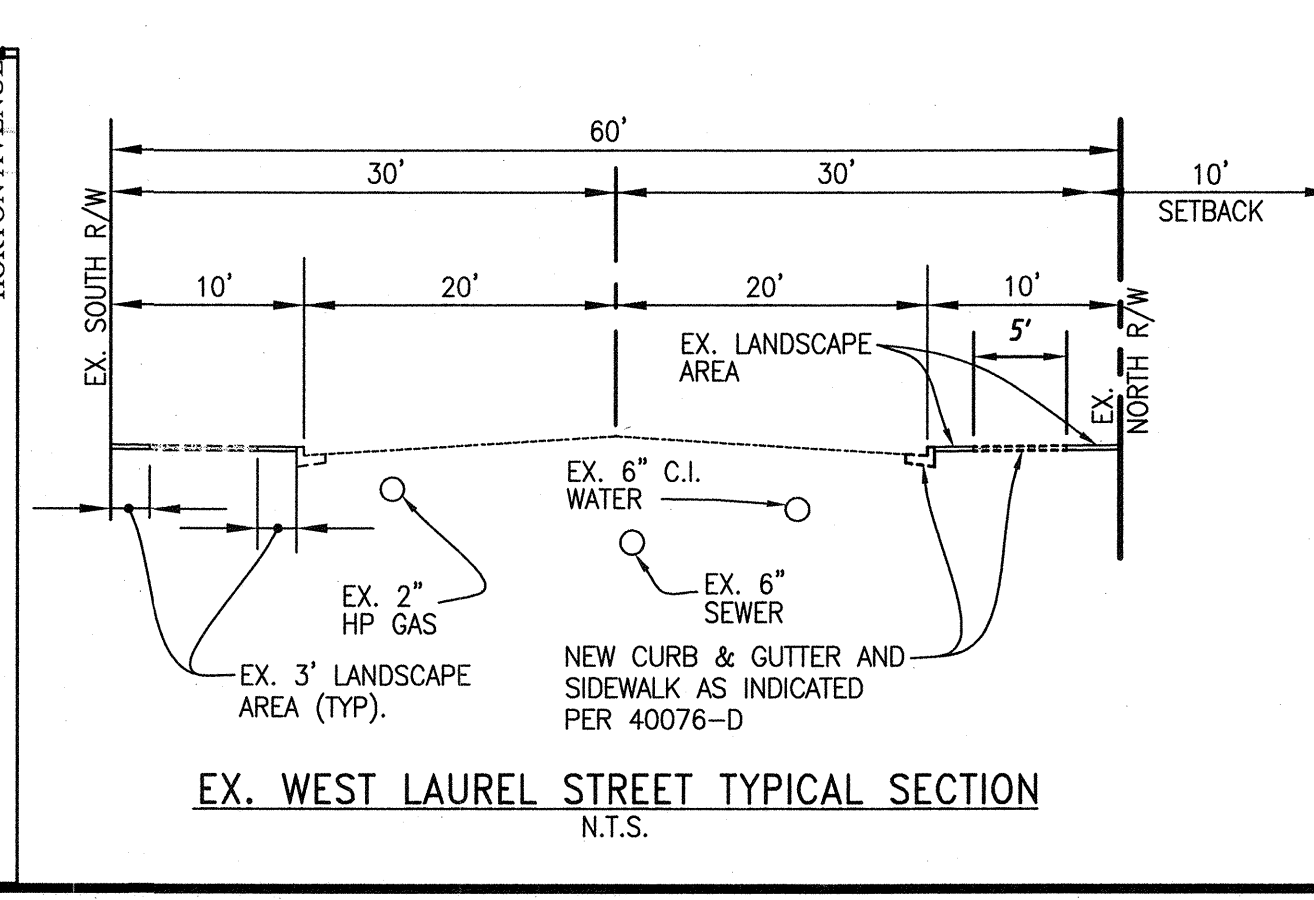 60'
30'
30'
10'
SETBACK
EX. SOUTH R/W
10'
20'
20'
10'
EX.
NORTH R/W
5'
EX. LANDSCAPE
AREA
EX. 6" C.I.
WATER
EX. 2"
HP GAS
EX. 6"
SEWER
EX. 3' LANDSCAPE
AREA (TYP).
NEW CURB & GUTTER AND
SIDEWALK AS INDICATED
PER 40076-D
EX. WEST LAUREL STREET TYPICAL SECTION
N.T.S.